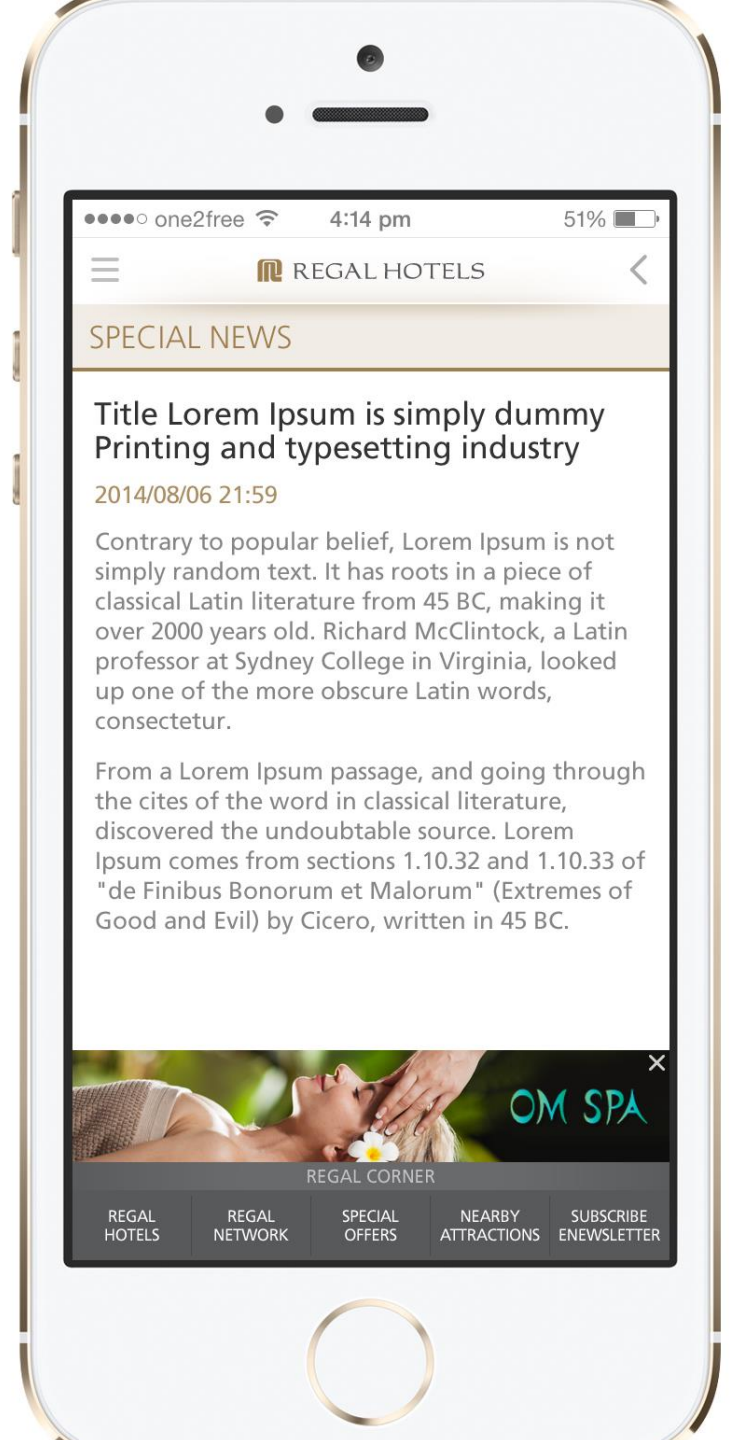 one2free 4:14 pm 51%
REGAL HOTELS
SPECIAL NEWS
Title Lorem Ipsum is simply dummy
Printing and typesetting industry
2014/08/06 21:59
Contrary to popular belief, Lorem Ipsum is not
simply random text. It has roots in a piece of
classical Latin literature from 45 BC, making it
over 2000 years old. Richard McClintock, a Latin
professor at Sydney College in Virginia, looked
up one of the more obscure Latin words,
consectetur.
From a Lorem Ipsum passage, and going through
the cites of the word in classical literature,
discovered the undoubtable source. Lorem
Ipsum comes from sections 1.10.32 and 1.10.33 of
"de Finibus Bonorum et Malorum" (Extremes of
Good and Evil) by Cicero, written in 45 BC.
OM SPA
REGAL CORNER
REGAL HOTELS
REGAL NETWORK
SPECIAL OFFERS
NEARBY ATTRACTIONS
SUBSCRIBE ENEWSLETTER